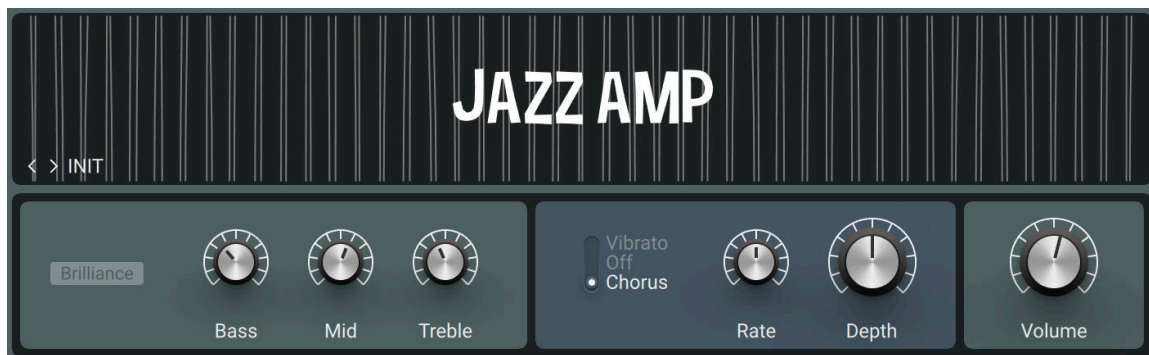 JAZZ AMP
< > INIT
Brilliance
Vibrato
Off
Chorus
Bass Mid Treble Rate Depth Volume